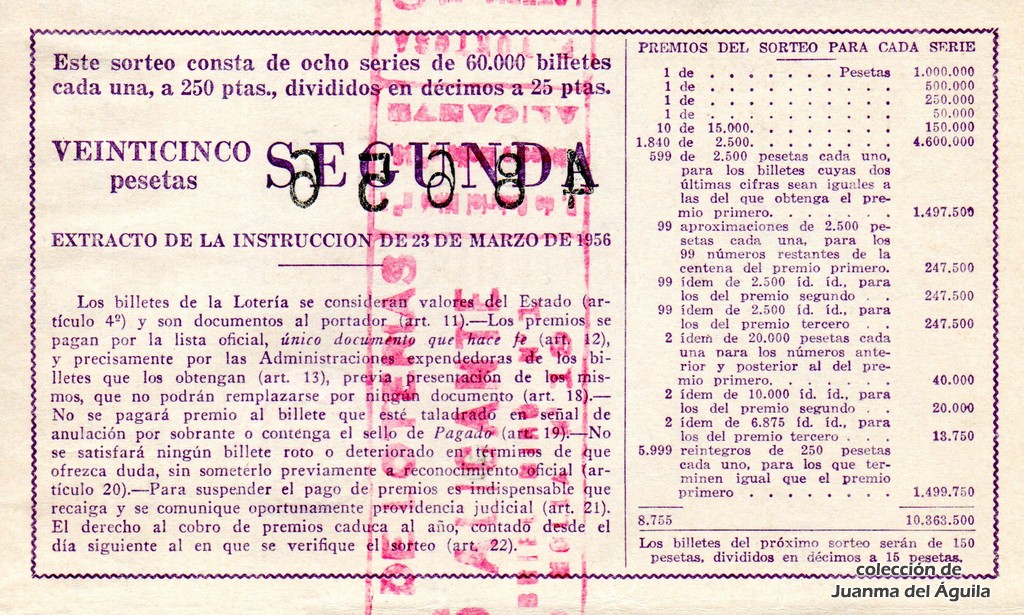 Este sorteo consta de ocho series de 60.000 billetes
cada una, a 250 ptas., divididos en décimos a 25 ptas.
VEINTICINCO
pesetas
SEGUNDA
EXTRACTO DE LA INSTRUCCION DE 23 DE MARZO DE 1956
Los billetes de la Lotería se consideran valores del Estado (ar-
tículo 4º) y son documentos al portador (art. 11).—Los premios se
pagan por la lista oficial, único documento que hace fe (art. 12),
y precisamente por las Administraciones expendedoras de los bi-
lletes que los obtengan (art. 13), previa presentación de los mis-
mos, que no podrán remplazarse por ningún documento (art. 18).—
No se pagará premio al billete que esté taladrado en señal de
anulación por sobrante o contenga el sello de Pagado (art. 19).—No
se satisfará ningún billete roto o deteriorado en términos de que
ofrezca duda, sin someterlo previamente a reconocimiento oficial (ar-
tículo 20).—Para suspender el pago de premios es indispensable que
recaiga y se comunique oportunamente providencia judicial (art. 21).
El derecho al cobro de premios caduca al año, contado desde el
día siguiente al en que se verifique el sorteo (art. 22).
DECENAS
ALICANTE
ALICANTE
PREMIOS DEL SORTEO PARA CADA SERIE
1 de . . . . . . . Pesetas 1.000.000
1 de . . . . . . . . . . 500.000
1 de . . . . . . . . . . 250.000
1 de . . . . . . . . . . 50.000
10 de 15.000. . . . . . . . 150.000
1.840 de 2.500. . . . . . . . 4.600.000
599 de 2.500 pesetas cada uno,
para los billetes cuyas dos
últimas cifras sean iguales a
las del que obtenga el pre-
mio primero. . . . . . . 1.497.500
99 aproximaciones de 2.500 pe-
setas cada una, para los
99 números restantes de la
centena del premio primero. 247.500
99 ídem de 2.500 íd. íd., para
los del premio segundo . . 247.500
99 ídem de 2.500 íd. íd., para
los del premio tercero . 247.500
2 ídem de 20.000 pesetas cada
una para los números ante-
rior y posterior al del pre-
mio primero. . . . . . . 40.000
2 ídem de 10.000 íd. íd., para
los del premio segundo . . 20.000
2 ídem de 6.875 íd. íd., para
los del premio tercero . . . 13.750
5.999 reintegros de 250 pesetas
cada uno, para los que ter-
minen igual que el premio
primero . . . . . . . . 1.499.750
8.755 10.363.500
Los billetes del próximo sorteo serán de 150
pesetas, divididos en décimos a 15 pesetas.
colección de
Juanma del Águila